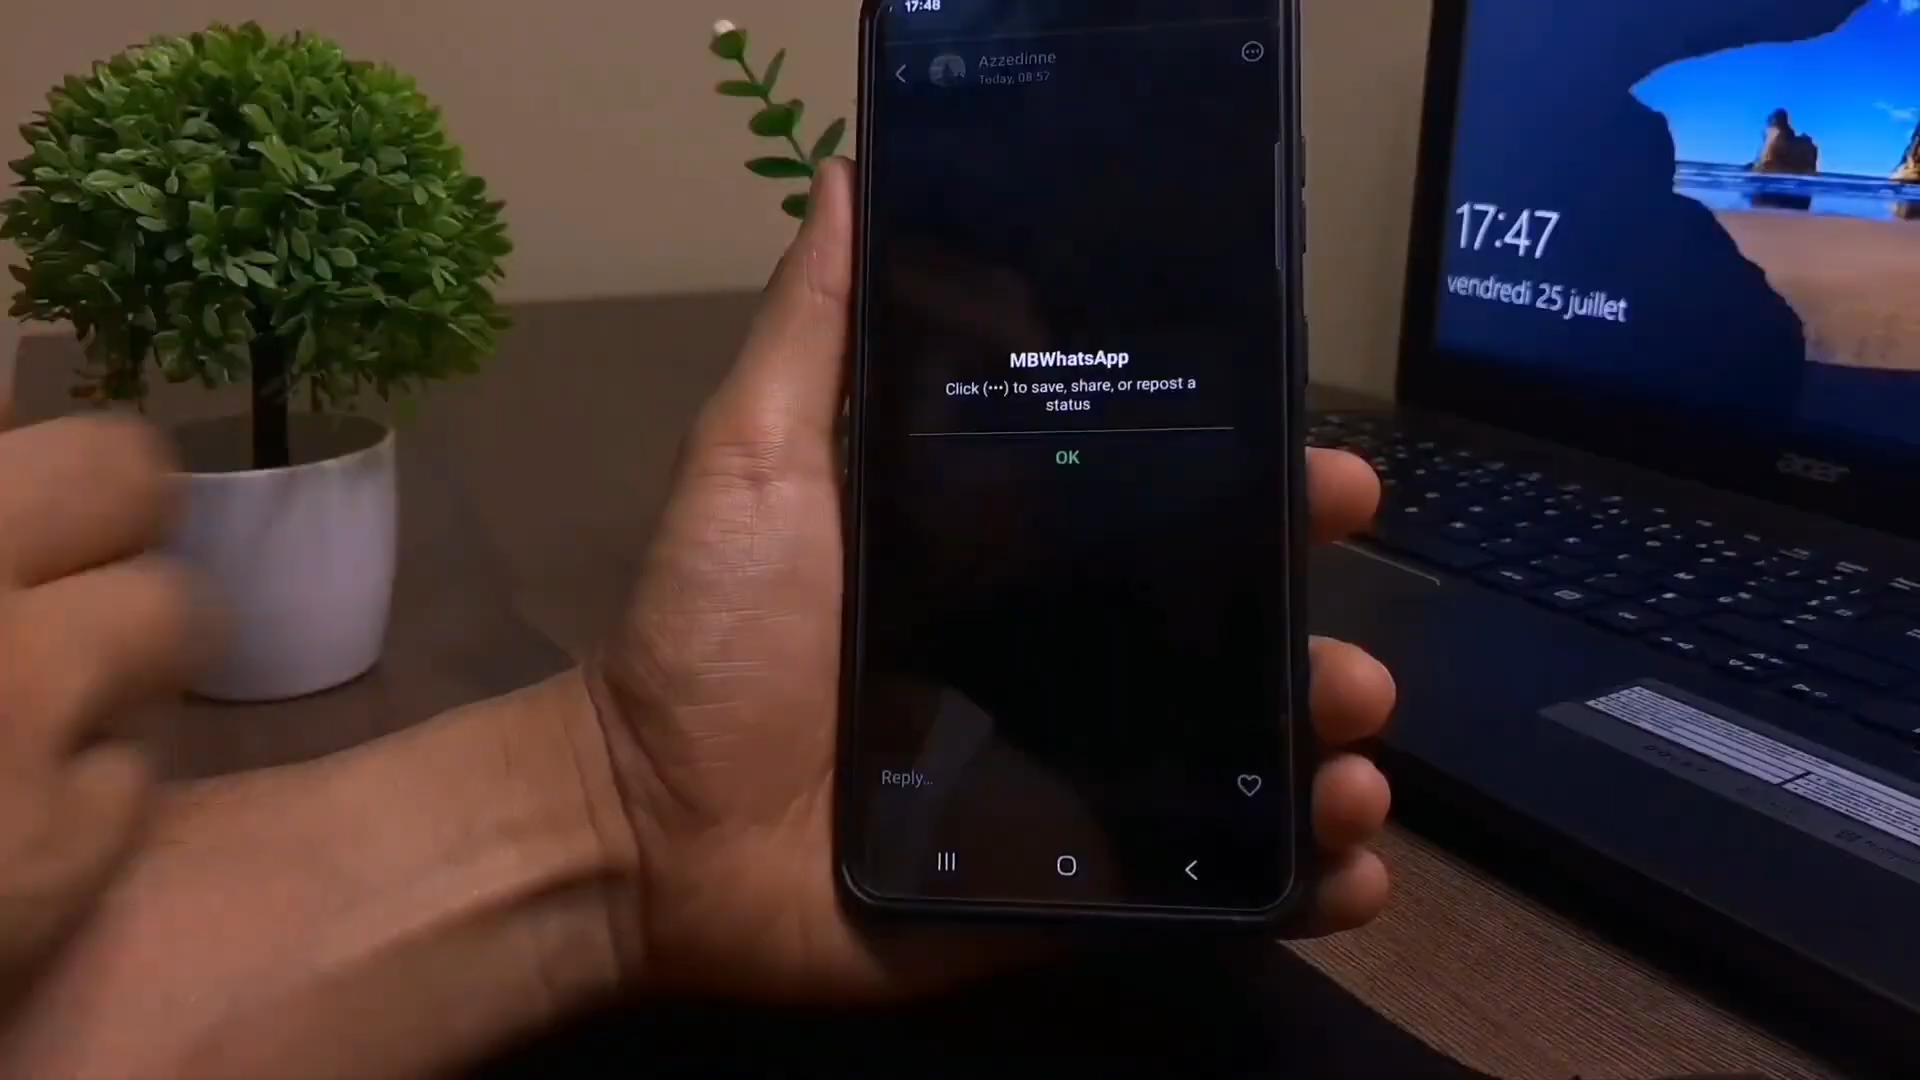 17:48
Azzedinne
Today, 08:57
MBWhatsApp
Click (•••) to save, share, or repost a
status
OK
Reply...
17:47
vendredi 25 juillet
acer